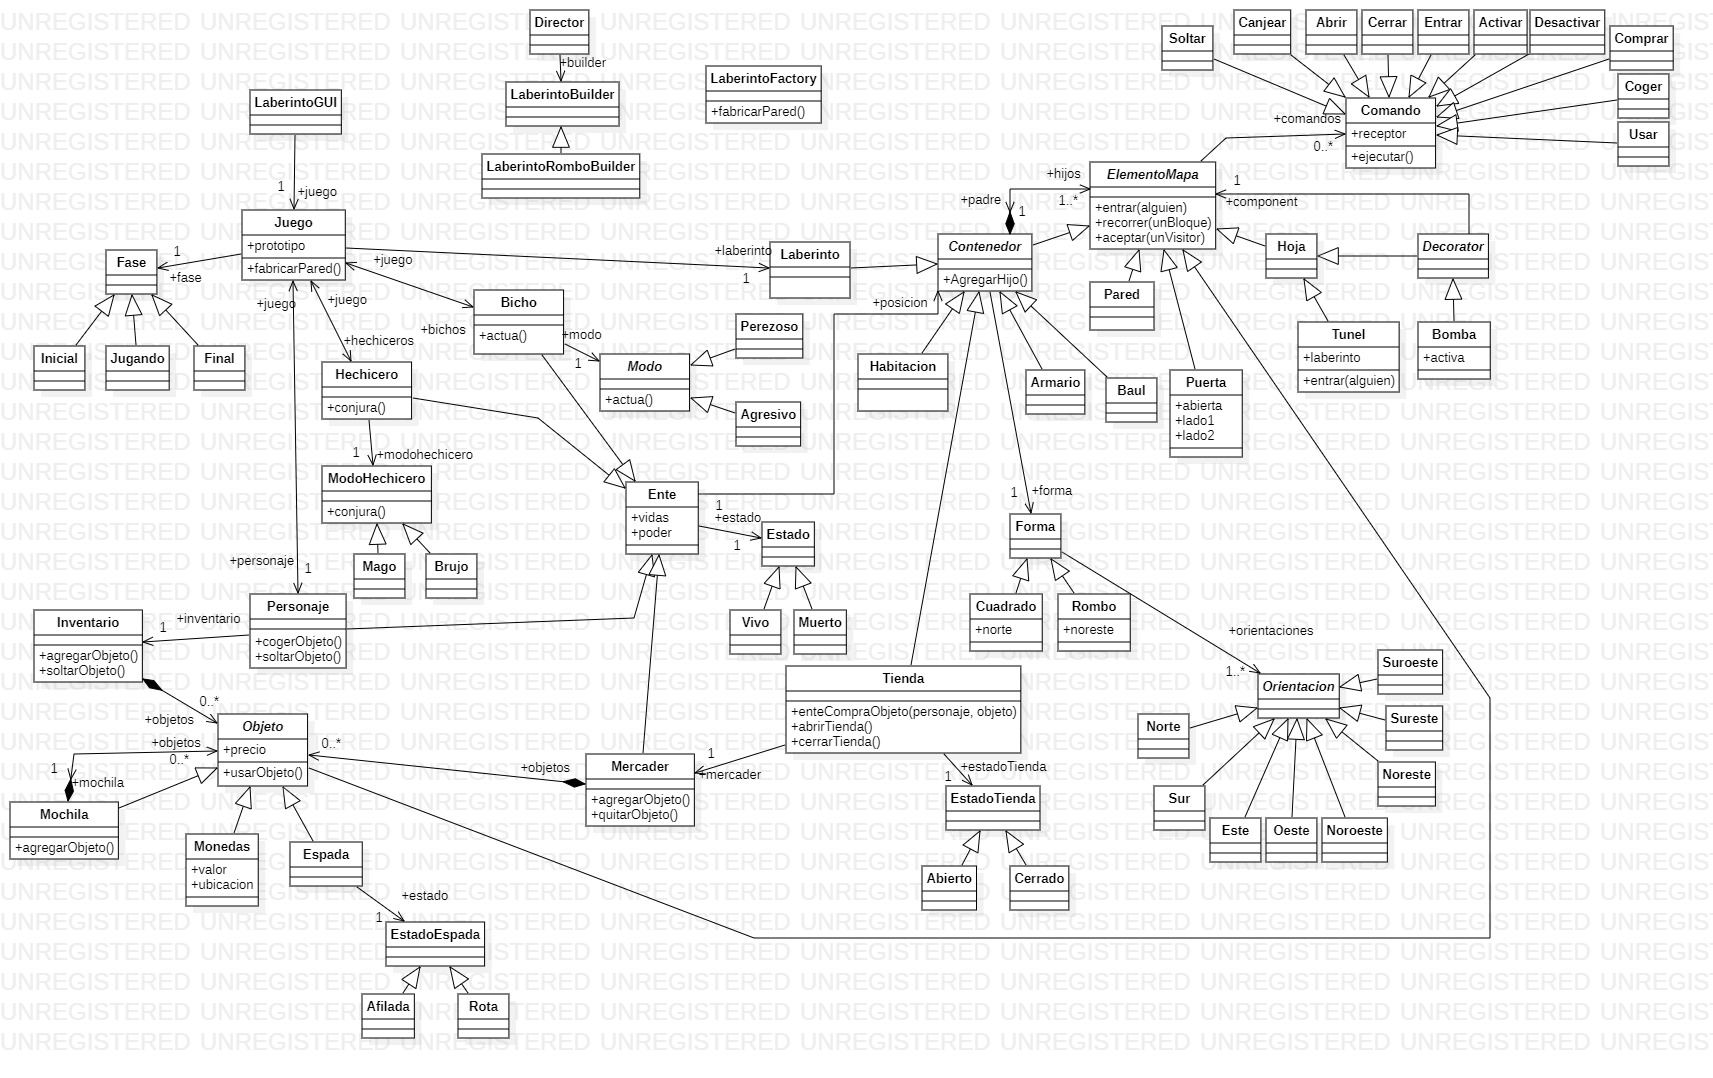 Director
+builder
LaberintoBuilder
LaberintoRomboBuilder
LaberintoFactory
+fabricarPared()
LaberintoGUI
1
+juego
Juego
+prototipo
+fabricarPared()
1
+fase
Fase
Inicial
Jugando
Final
+laberinto
1
Laberinto
+juego
+bichos
Bicho
+actua()
+modo
1
Modo
+actua()
Perezoso
Agresivo
+juego
+hechiceros
Hechicero
+conjura()
1
+modohechicero
ModoHechicero
+conjura()
Mago
Brujo
+juego
+personaje
1
Personaje
+cogerObjeto()
+soltarObjeto()
+inventario
1
Inventario
+agregarObjeto()
+soltarObjeto()
0..*
+objetos
Objeto
+precio
+usarObjeto()
+objetos
0..*
1
+mochila
Mochila
+agregarObjeto()
Monedas
+valor
+ubicacion
Espada
+estado
1
EstadoEspada
Afilada
Rota
Ente
+vidas
+poder
1
+posicion
+estado
1
Estado
Vivo
Muerto
0..*
+objetos
Mercader
+agregarObjeto()
+quitarObjeto()
1
+mercader
Tienda
+enteCompraObjeto(personaje, objeto)
+abrirTienda()
+cerrarTienda()
+estadoTienda
1
EstadoTienda
Abierto
Cerrado
Contenedor
+AgregarHijo()
+padre
1
+hijos
1..*
Habitacion
Armario
Baul
1
+forma
Forma
Cuadrado
+norte
Rombo
+noreste
+orientaciones
1..*
Orientacion
Norte
Sur
Este
Oeste
Noroeste
Noreste
Sureste
Suroeste
ElementoMapa
+entrar(alguien)
+recorrer(unBloque)
+aceptar(unVisitor)
Pared
Puerta
+abierta
+lado1
+lado2
Hoja
Tunel
+laberinto
+entrar(alguien)
1
+component
Decorator
Bomba
+activa
+comandos
0..*
Comando
+receptor
+ejecutar()
Soltar
Canjear
Abrir
Cerrar
Entrar
Activar
Desactivar
Comprar
Coger
Usar
UNREGISTERED